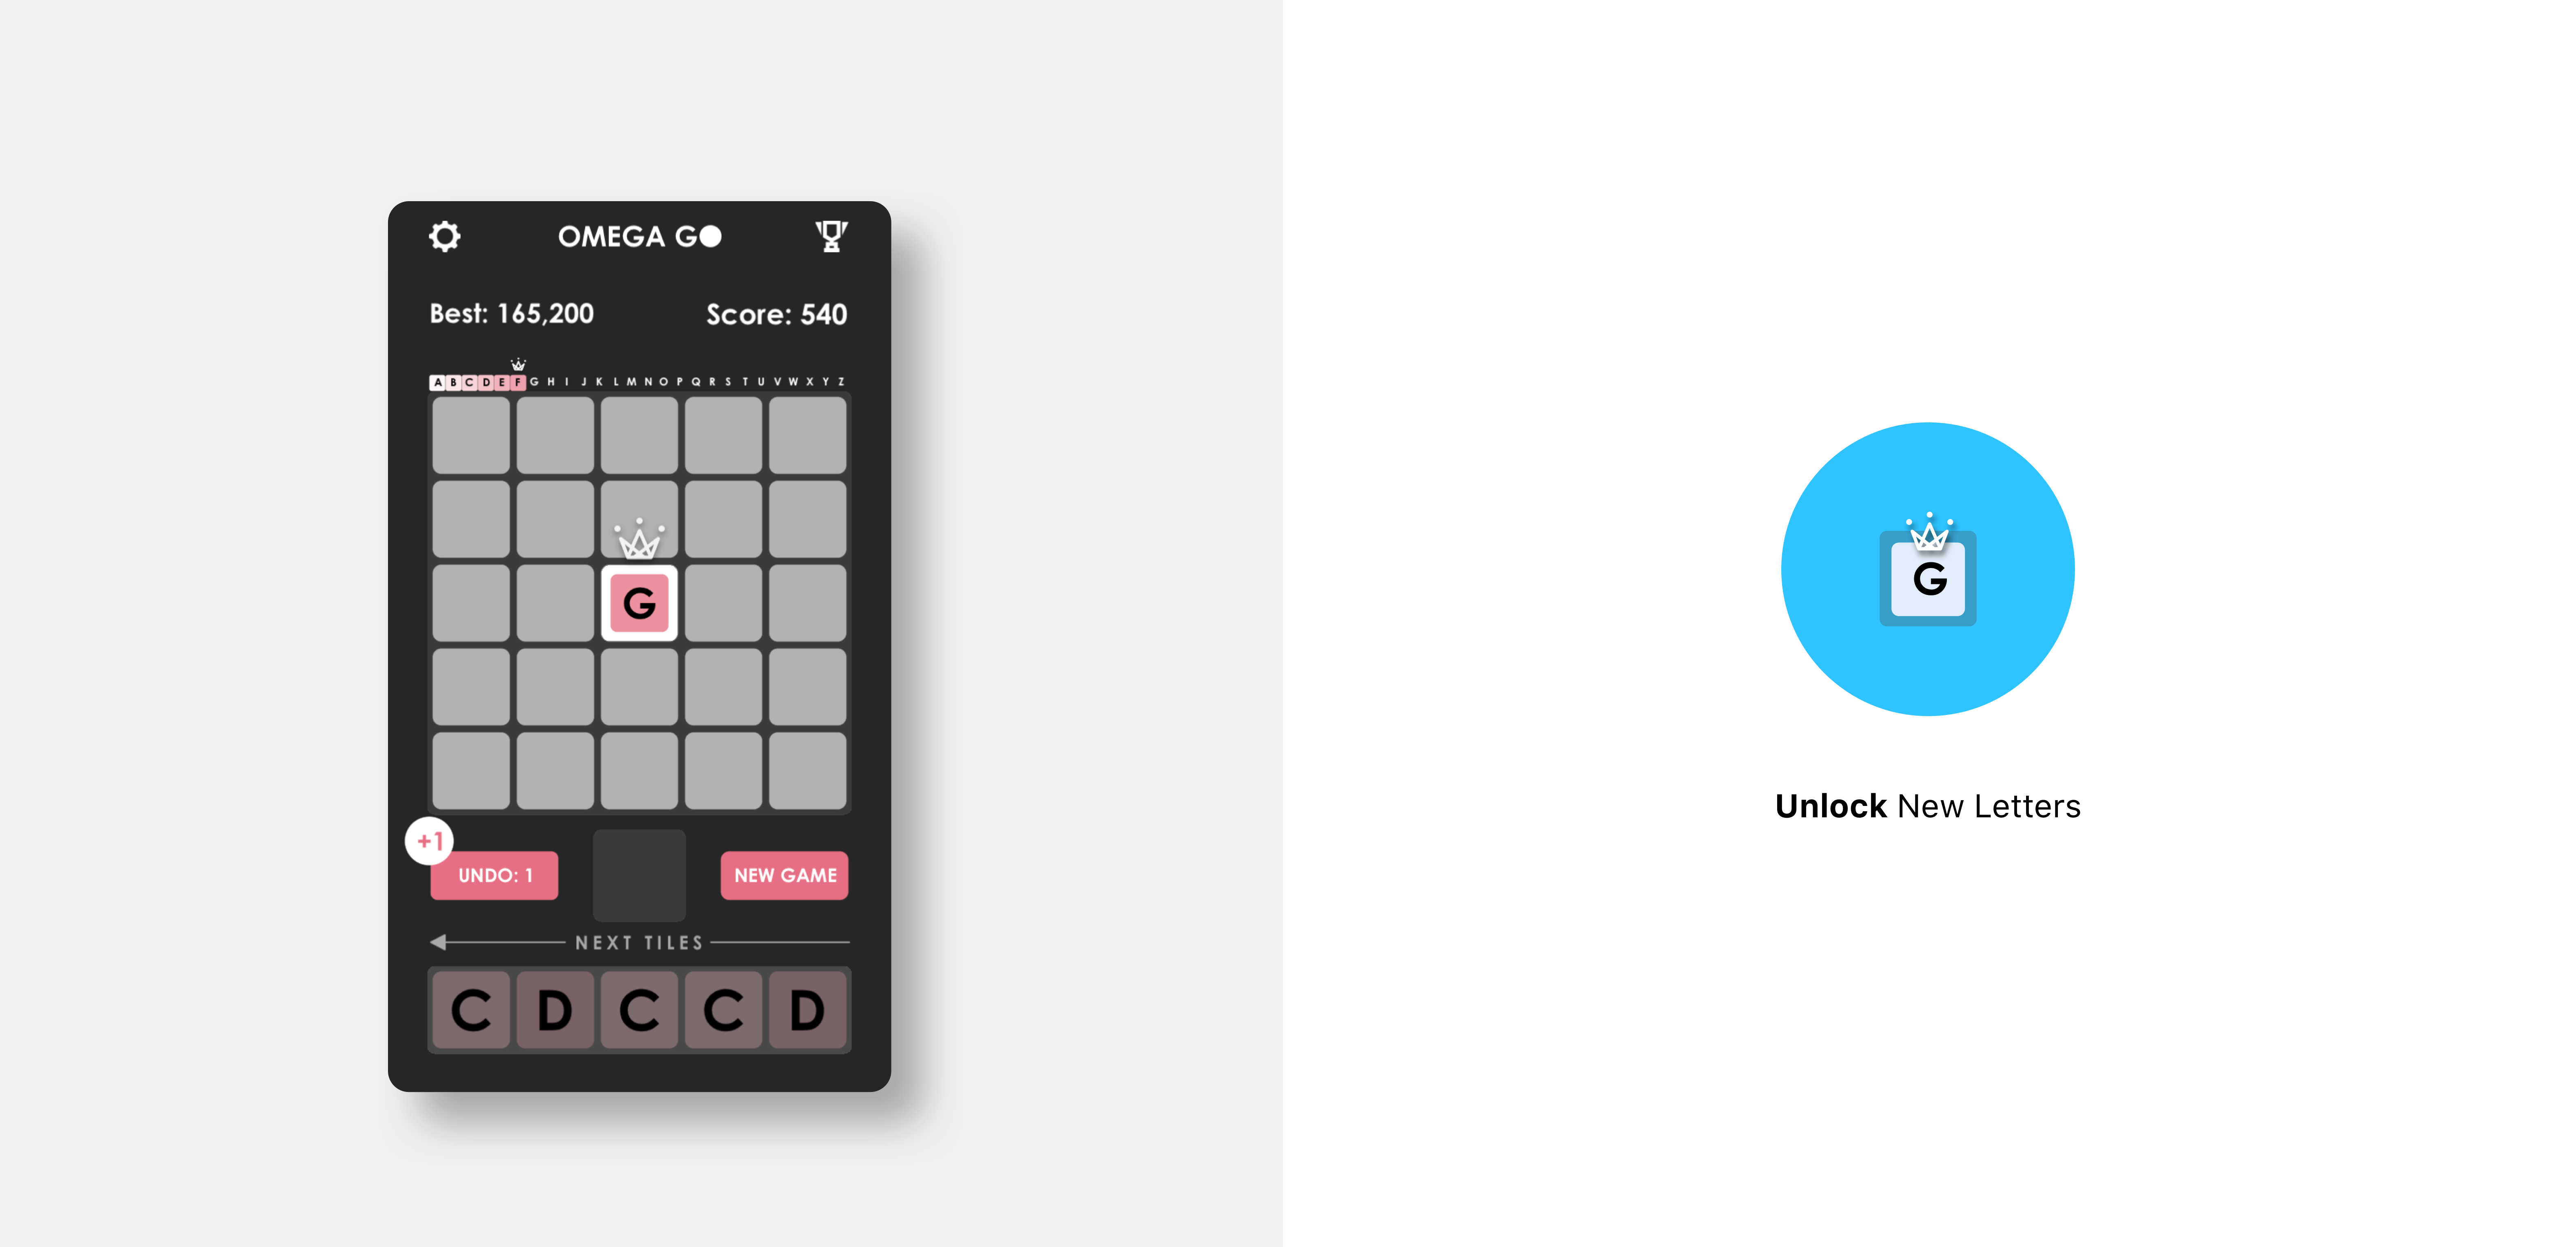 OMEGA GO
Best: 165,200 Score: 540
A B C D E F G H I J K L M N O P Q R S T U V W X Y Z
G
+1
UNDO: 1 NEW GAME
NEXT TILES
C D C C D
G
Unlock New Letters